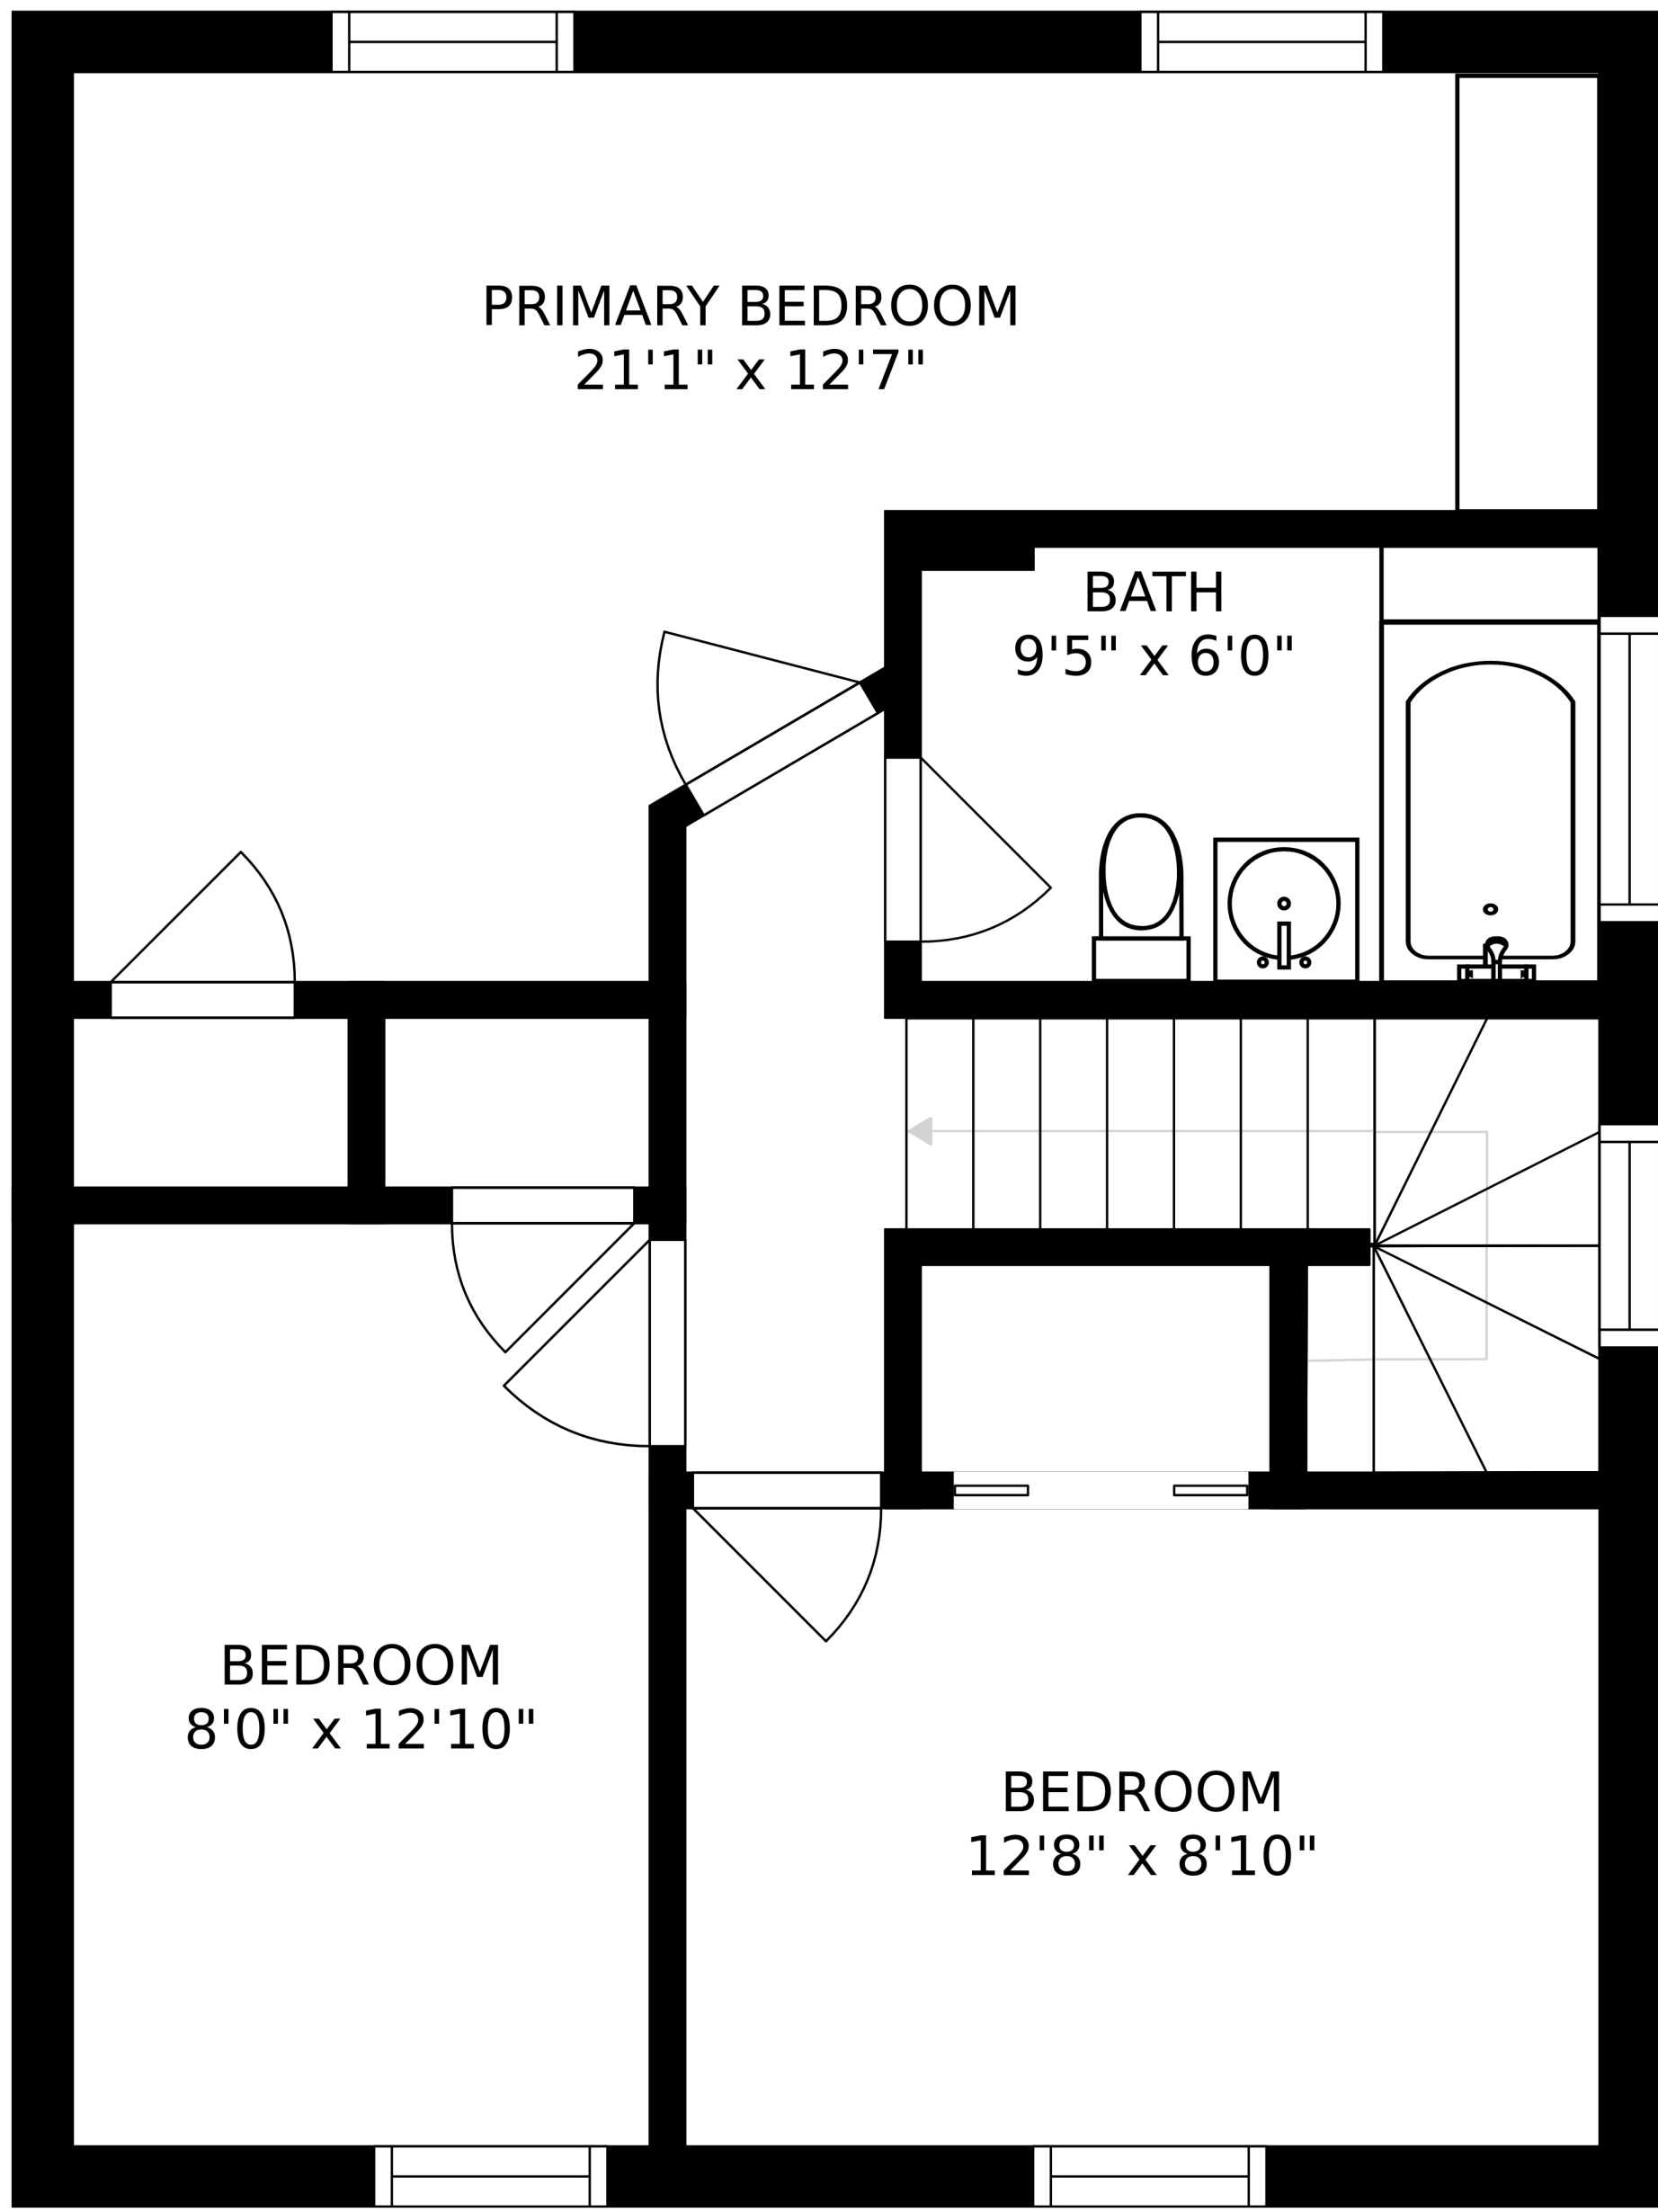 PRIMARY BEDROOM
21'1" x 12'7"
BATH
9'5" x 6'0"
BEDROOM
8'0" x 12'10"
BEDROOM
12'8" x 8'10"